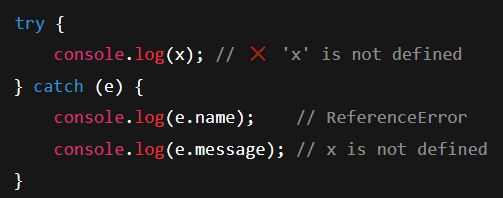 try {
    console.log(x); // ❌ 'x' is not defined
} catch (e) {
    console.log(e.name);    // ReferenceError
    console.log(e.message); // x is not defined
}